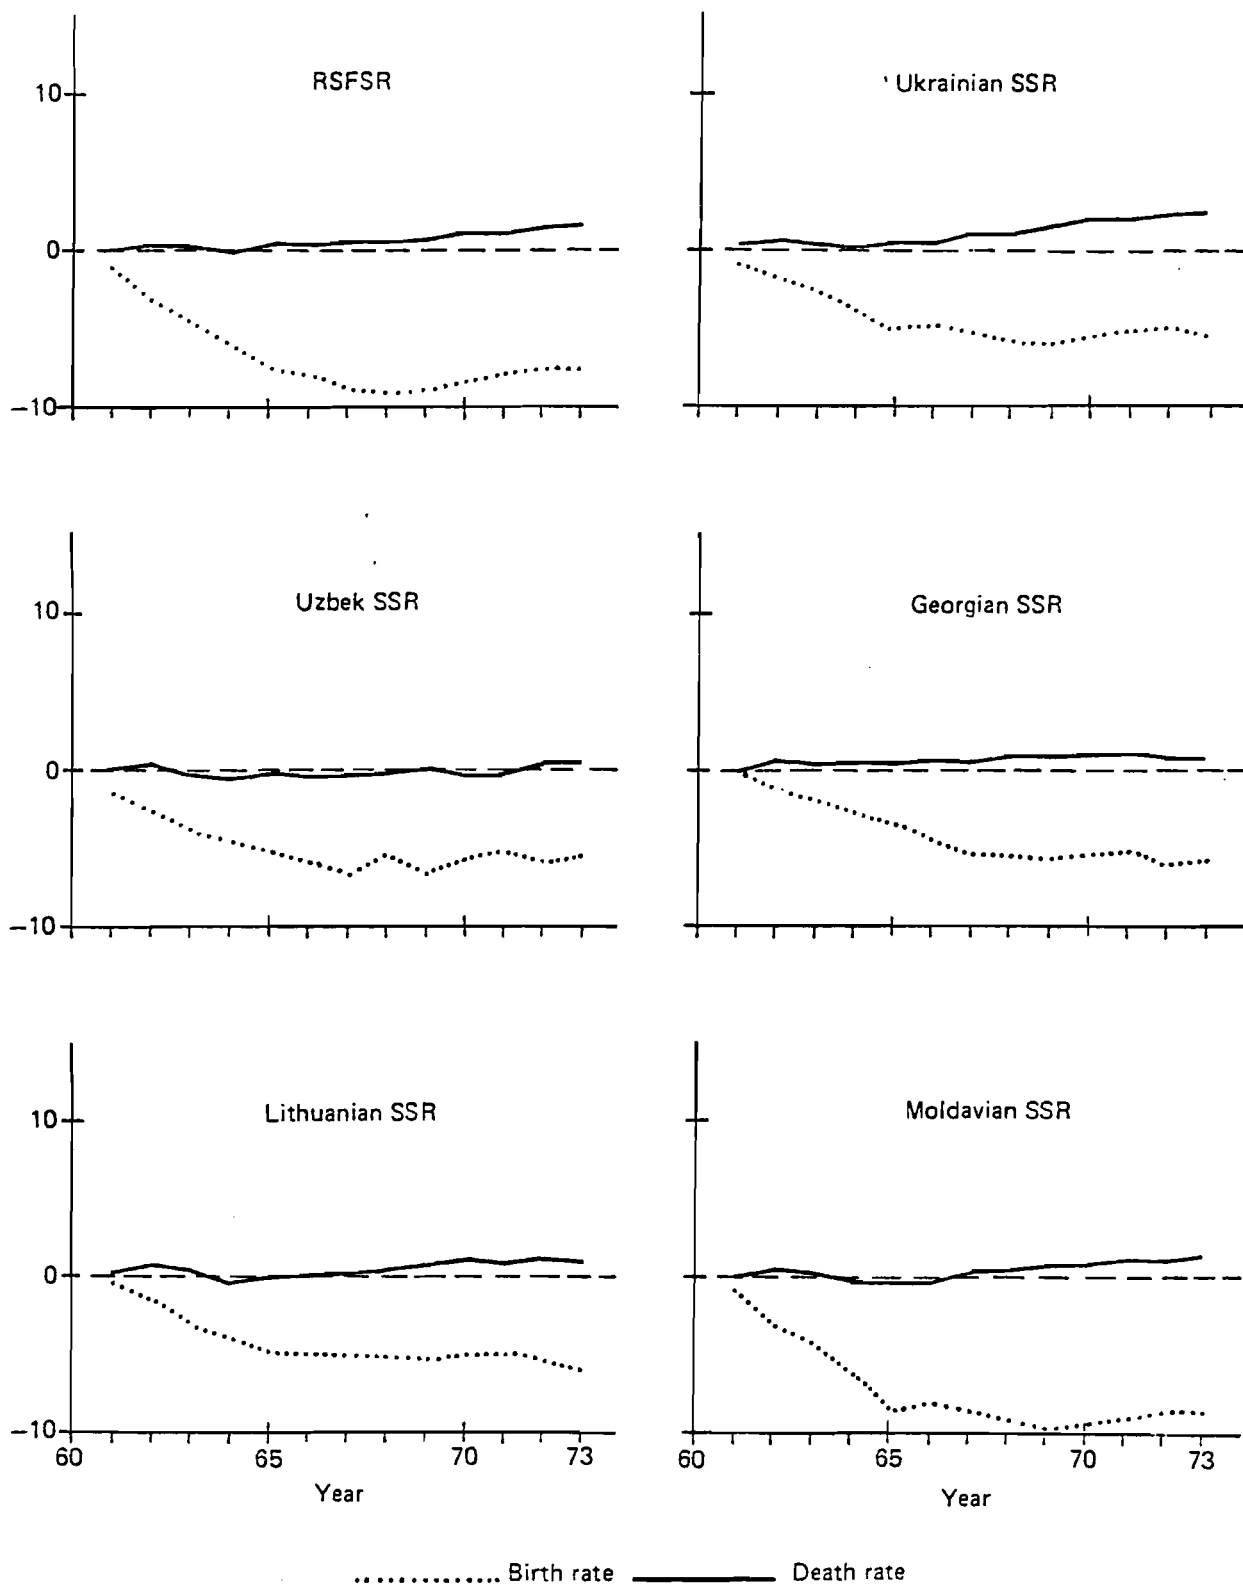 RSFSR
10
0
−10
Ukrainian SSR
Uzbek SSR
10
0
−10
Georgian SSR
Lithuanian SSR
10
0
−10
60 65 70 73
Year
Moldavian SSR
60 65 70 73
Year
Birth rate Death rate